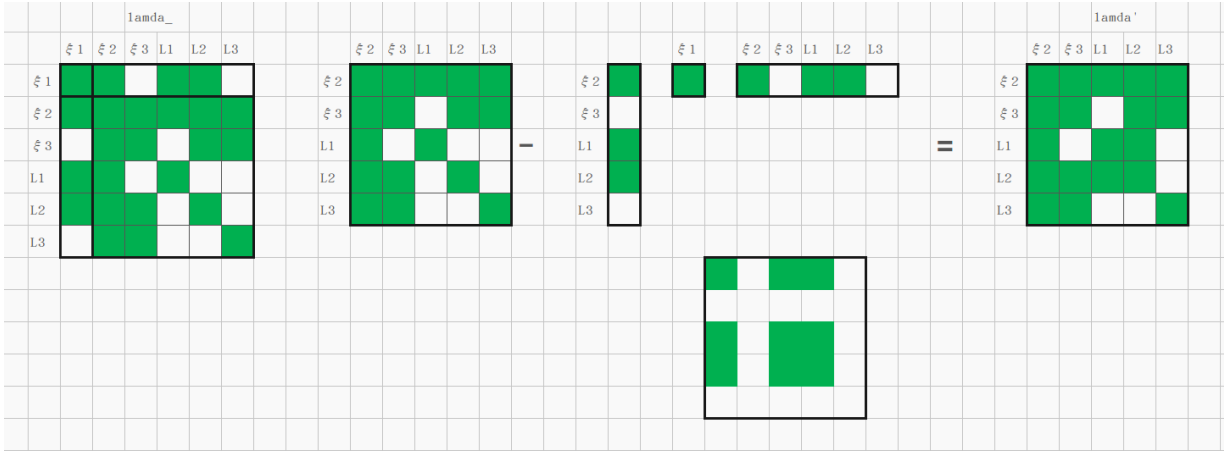 lamda_ lamda'
ξ1 ξ2 ξ3 L1 L2 L3 ξ2 ξ3 L1 L2 L3 ξ1 ξ2 ξ3 L1 L2 L3 ξ2 ξ3 L1 L2 L3
ξ1 ξ2 ξ2 ξ2
ξ2 ξ3 ξ3 ξ3
ξ3 L1 − L1 = L1
L1 L2 L2 L2
L2 L3 L3 L3
L3